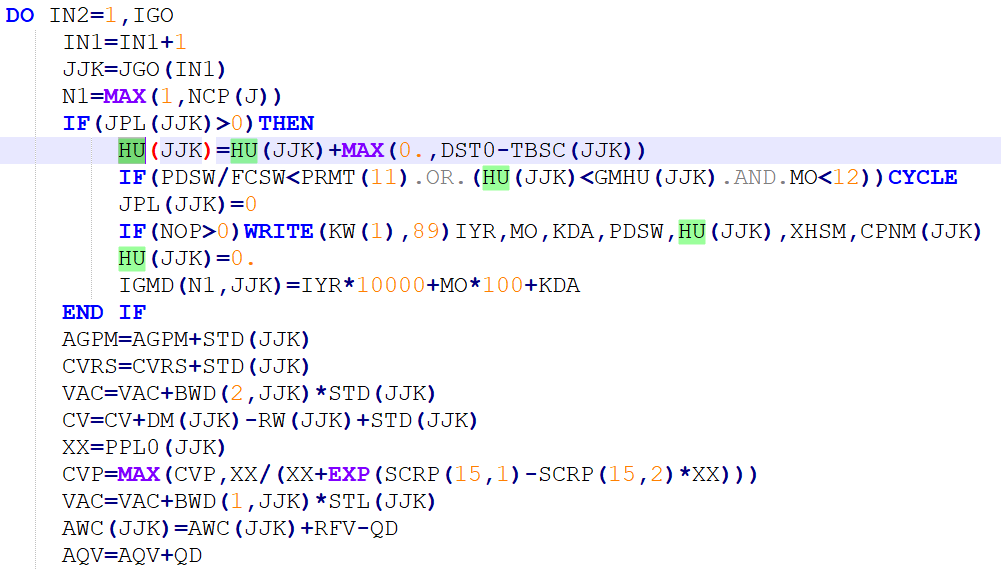 DO IN2=1,IGO
IN1=IN1+1
JJK=JGO(IN1)
N1=MAX(1,NCP(J))
IF(JPL(JJK)>0)THEN
HU(JJK)=HU(JJK)+MAX(0.,DST0-TBSC(JJK))
IF(PDSW/FCSW<PRMT(11).OR.(HU(JJK)<GMHU(JJK).AND.MO<12))CYCLE
JPL(JJK)=0
IF(NOP>0)WRITE(KW(1),89)IYR,MO,KDA,PDSW,HU(JJK),XHSM,CPNM(JJK)
HU(JJK)=0.
IGMD(N1,JJK)=IYR*10000+MO*100+KDA
END IF
AGPM=AGPM+STD(JJK)
CVRS=CVRS+STD(JJK)
VAC=VAC+BWD(2,JJK)*STD(JJK)
CV=CV+DM(JJK)-RW(JJK)+STD(JJK)
XX=PPL0(JJK)
CVP=MAX(CVP,XX/(XX+EXP(SCRP(15,1)-SCRP(15,2)*XX)))
VAC=VAC+BWD(1,JJK)*STL(JJK)
AWC(JJK)=AWC(JJK)+RFV-QD
AQV=AQV+QD